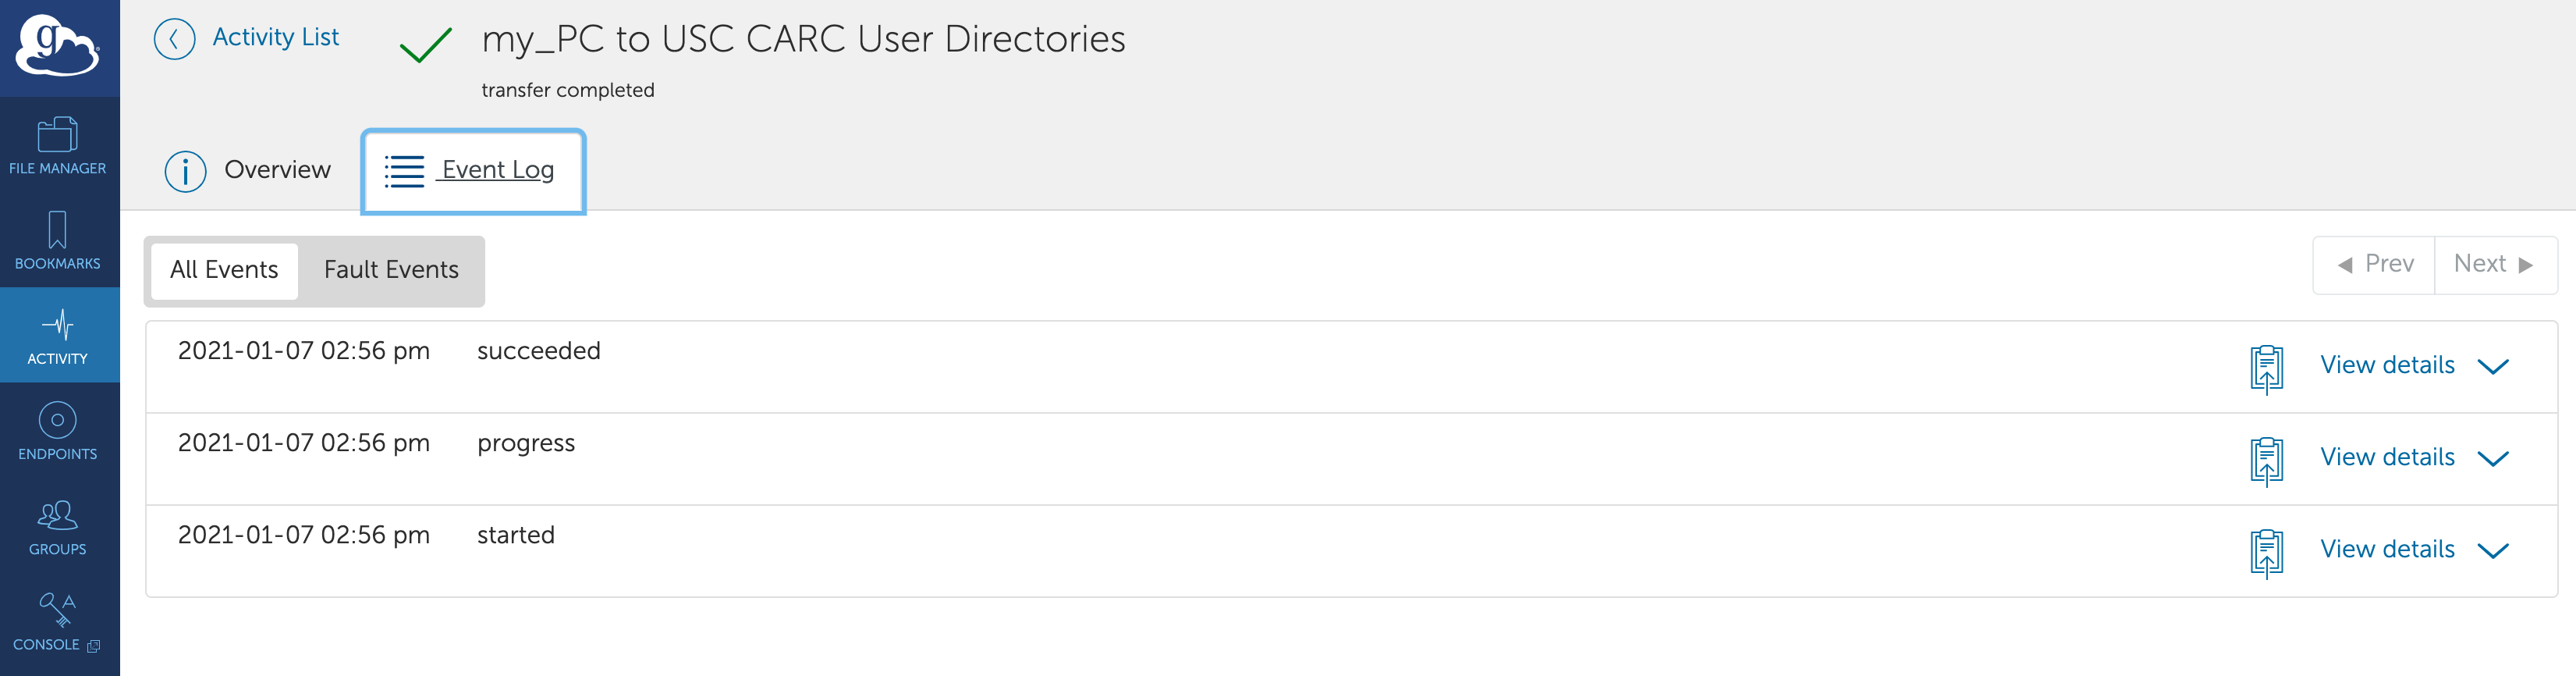 g
Activity List
my_PC to USC CARC User Directories
transfer completed
FILE MANAGER
BOOKMARKS
ACTIVITY
ENDPOINTS
GROUPS
CONSOLE
i Overview
Event Log
All Events
Fault Events
Prev
Next
2021-01-07 02:56 pm succeeded View details
2021-01-07 02:56 pm progress View details
2021-01-07 02:56 pm started View details